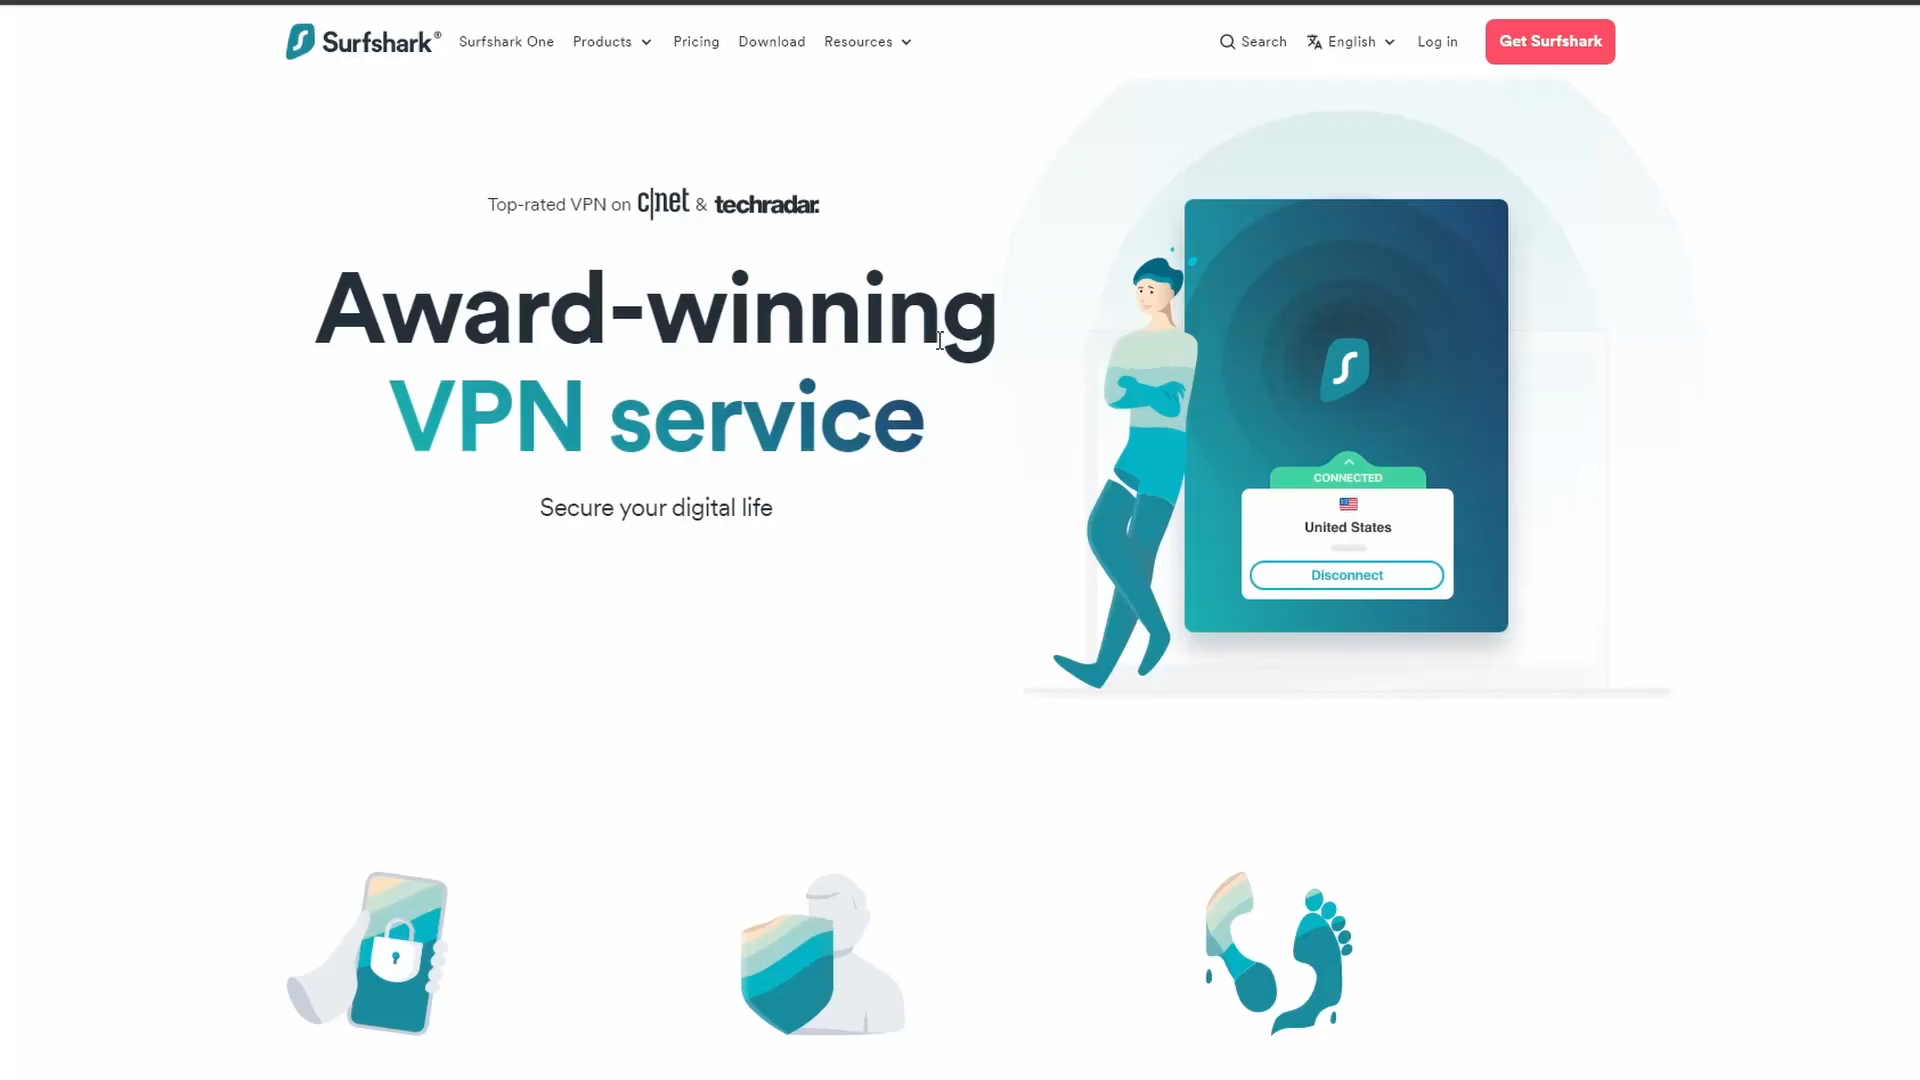 Surfshark®
Surfshark One
Products
Pricing
Download
Resources
Search
English
Log in
Get Surfshark
Top-rated VPN on c|net & techradar.
Award-winning
VPN service
Secure your digital life
CONNECTED
United States
Disconnect